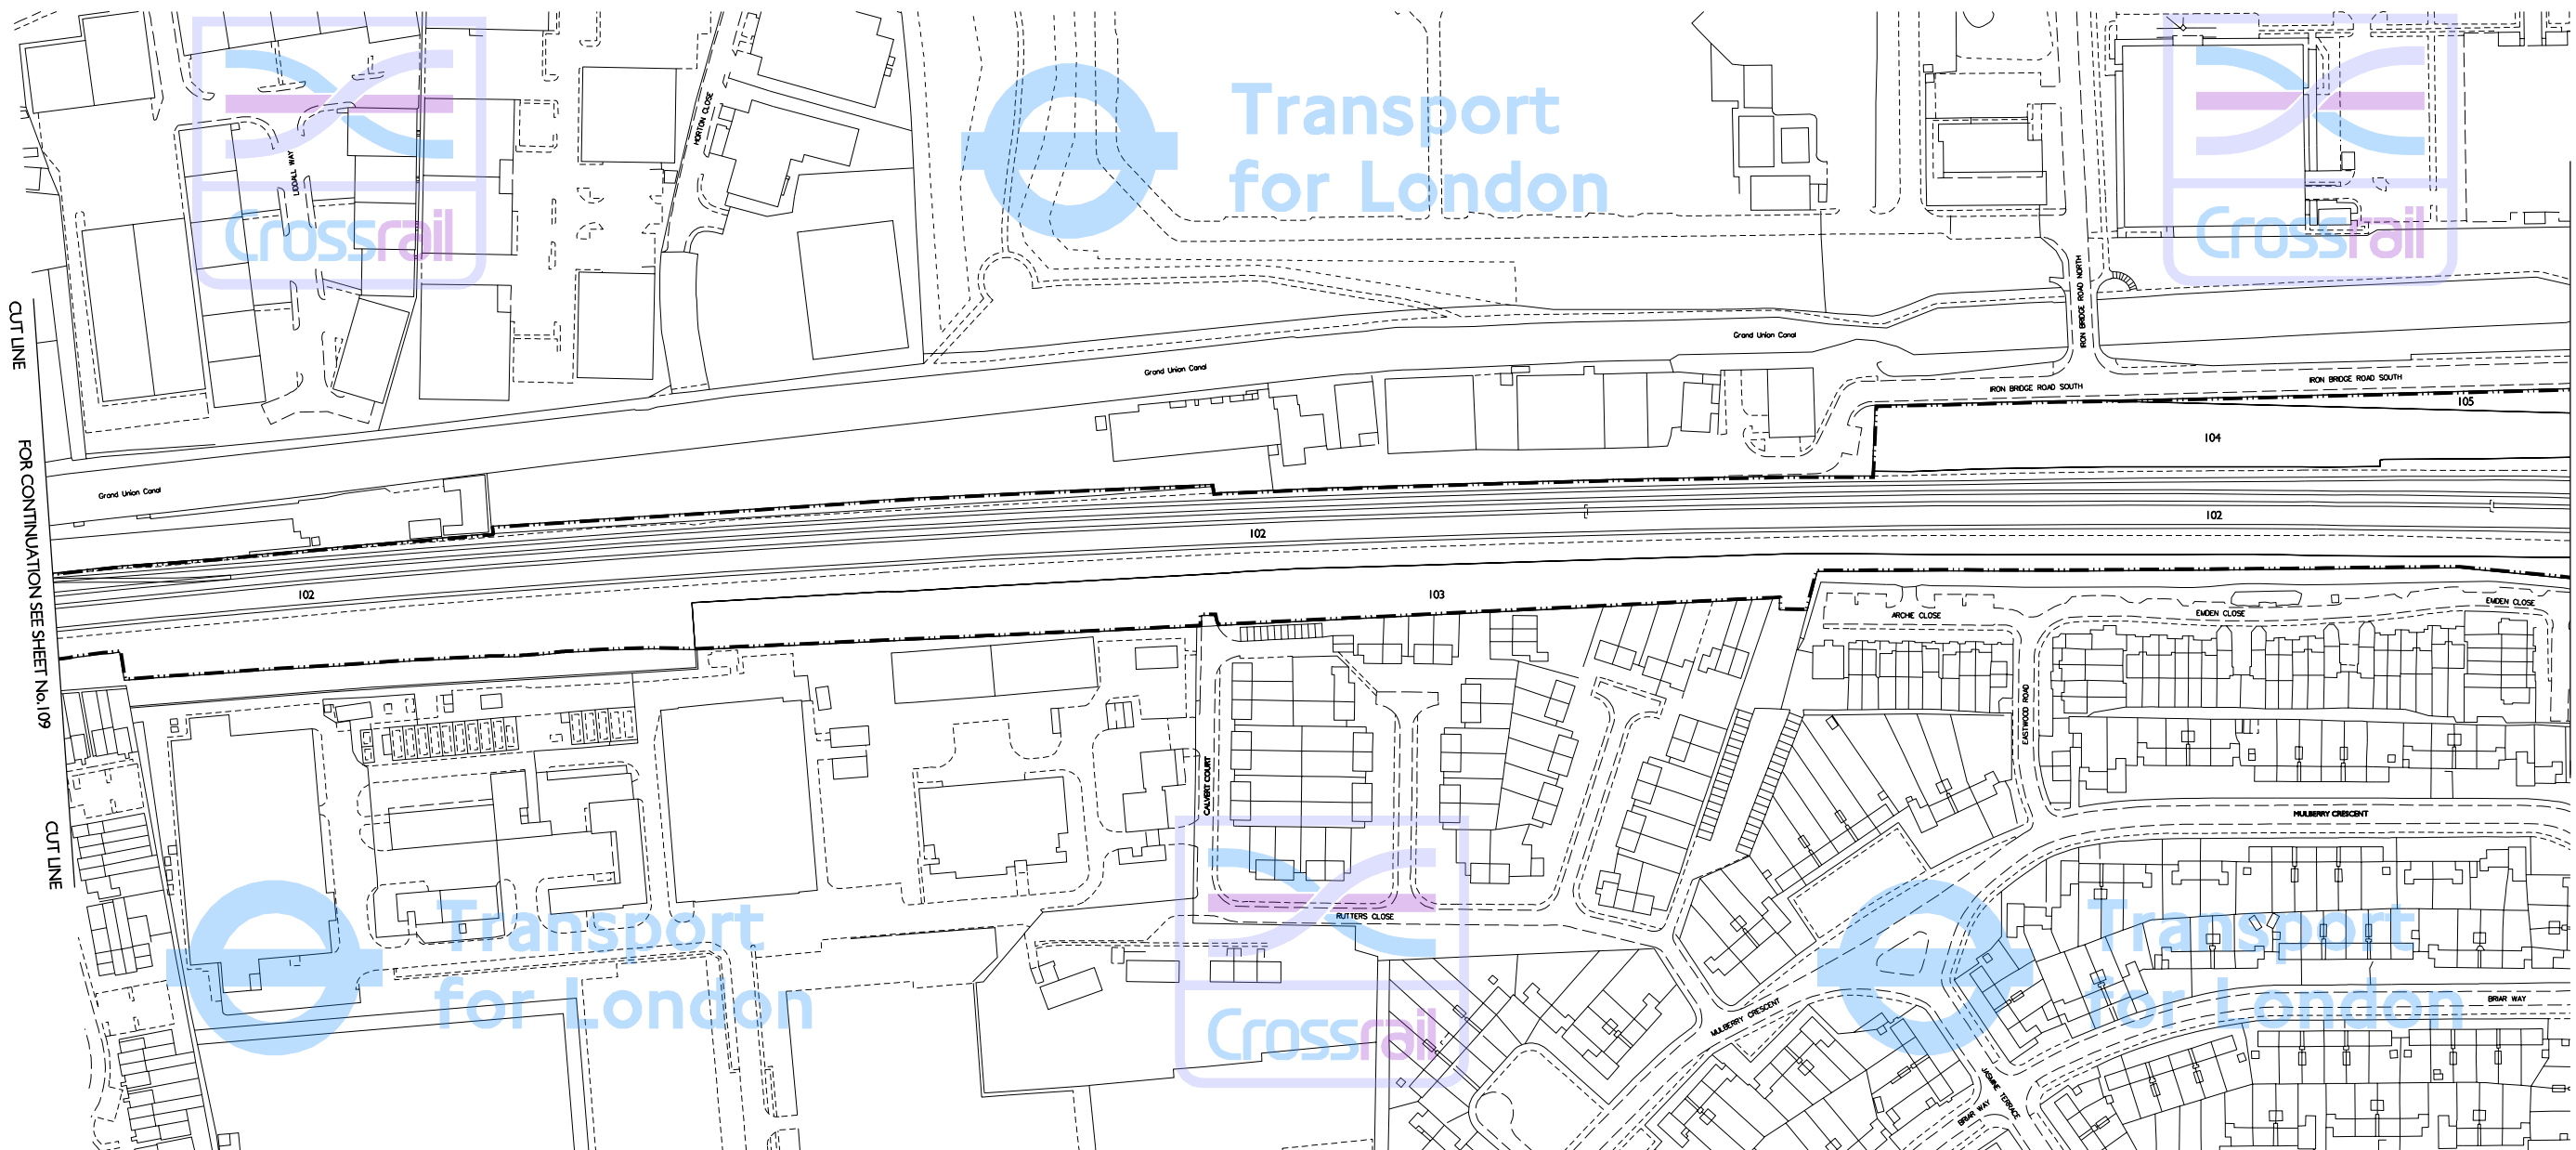 Transport
for London
Crossrail
Crossrail
LIDDALL WAY
HORTON CLOSE
IRON BRIDGE ROAD NORTH
CUT LINE
Grand Union Canal
Grand Union Canal
Grand Union Canal
IRON BRIDGE ROAD SOUTH
IRON BRIDGE ROAD SOUTH
105
104
FOR CONTINUATION SEE SHEET No.109
102
102
102
103
ARCHIE CLOSE
EMDEN CLOSE
EMDEN CLOSE
EASTWOOD ROAD
CALVERT COURT
MULBERRY CRESCENT
CUT LINE
RUTTERS CLOSE
Transport
for London
Crossrail
Transport
for London
MULBERRY CRESCENT
BRIAR WAY
JASMINE TERRACE
BRIAR WAY